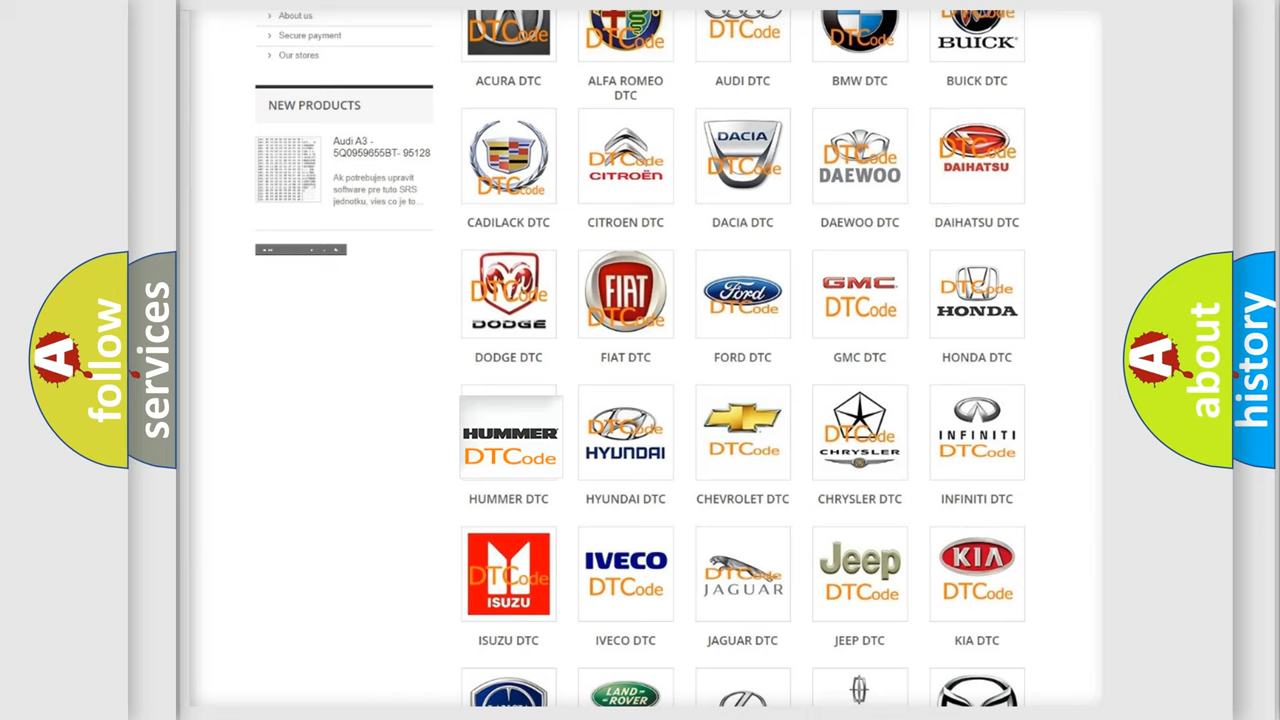 About us
Secure payment
Our stores
NEW PRODUCTS
Audi A3 -
5Q0959655BT- 95128
Ak potrebujes upravit
software pre tuto SRS
jednotku, vies co je to...
DTCode
DTCode
DTCode
DTCode
DTCode
BUICK
ACURA DTC
ALFA ROMEO
DTC
AUDI DTC
BMW DTC
BUICK DTC
DTCode
DTCode
CITROËN
DACIA
DTCode
DTCode
DAEWOO
DTCode
DAIHATSU
CADILACK DTC
CITROEN DTC
DACIA DTC
DAEWOO DTC
DAIHATSU DTC
DTCode
DODGE
FIAT
DTCode
Ford
DTCode
GMC
DTCode
DTCode
HONDA
DODGE DTC
FIAT DTC
FORD DTC
GMC DTC
HONDA DTC
HUMMER
DTCode
DTCode
HYUNDAI
DTCode
DTCode
CHRYSLER
INFINITI
DTCode
HUMMER DTC
HYUNDAI DTC
CHEVROLET DTC
CHRYSLER DTC
INFINITI DTC
DTCode
ISUZU
IVECO
DTCode
DTCode
JAGUAR
Jeep
DTCode
KIA
DTCode
ISUZU DTC
IVECO DTC
JAGUAR DTC
JEEP DTC
KIA DTC
LAND-
ROVER
A
follow
services
A
about
history